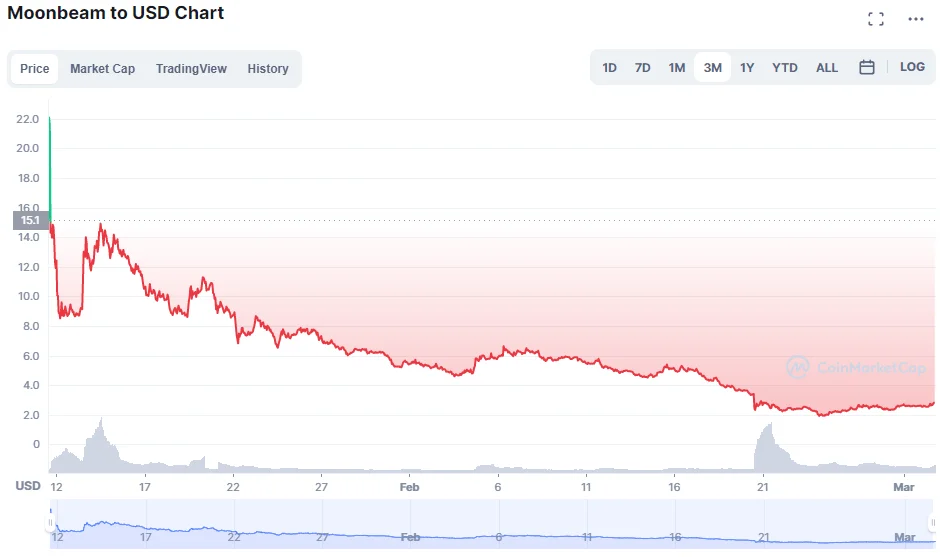 Moonbeam to USD Chart
Price Market Cap TradingView History
1D 7D 1M 3M 1Y YTD ALL LOG
22.0
20.0
18.0
16.0
15.1
14.0
12.0
10.0
8.0
6.0
4.0
2.0
0
CoinMarketCap
USD 12 17 22 27 Feb 6 11 16 21 Mar
12 17 22 27 Feb 6 11 16 21 Mar